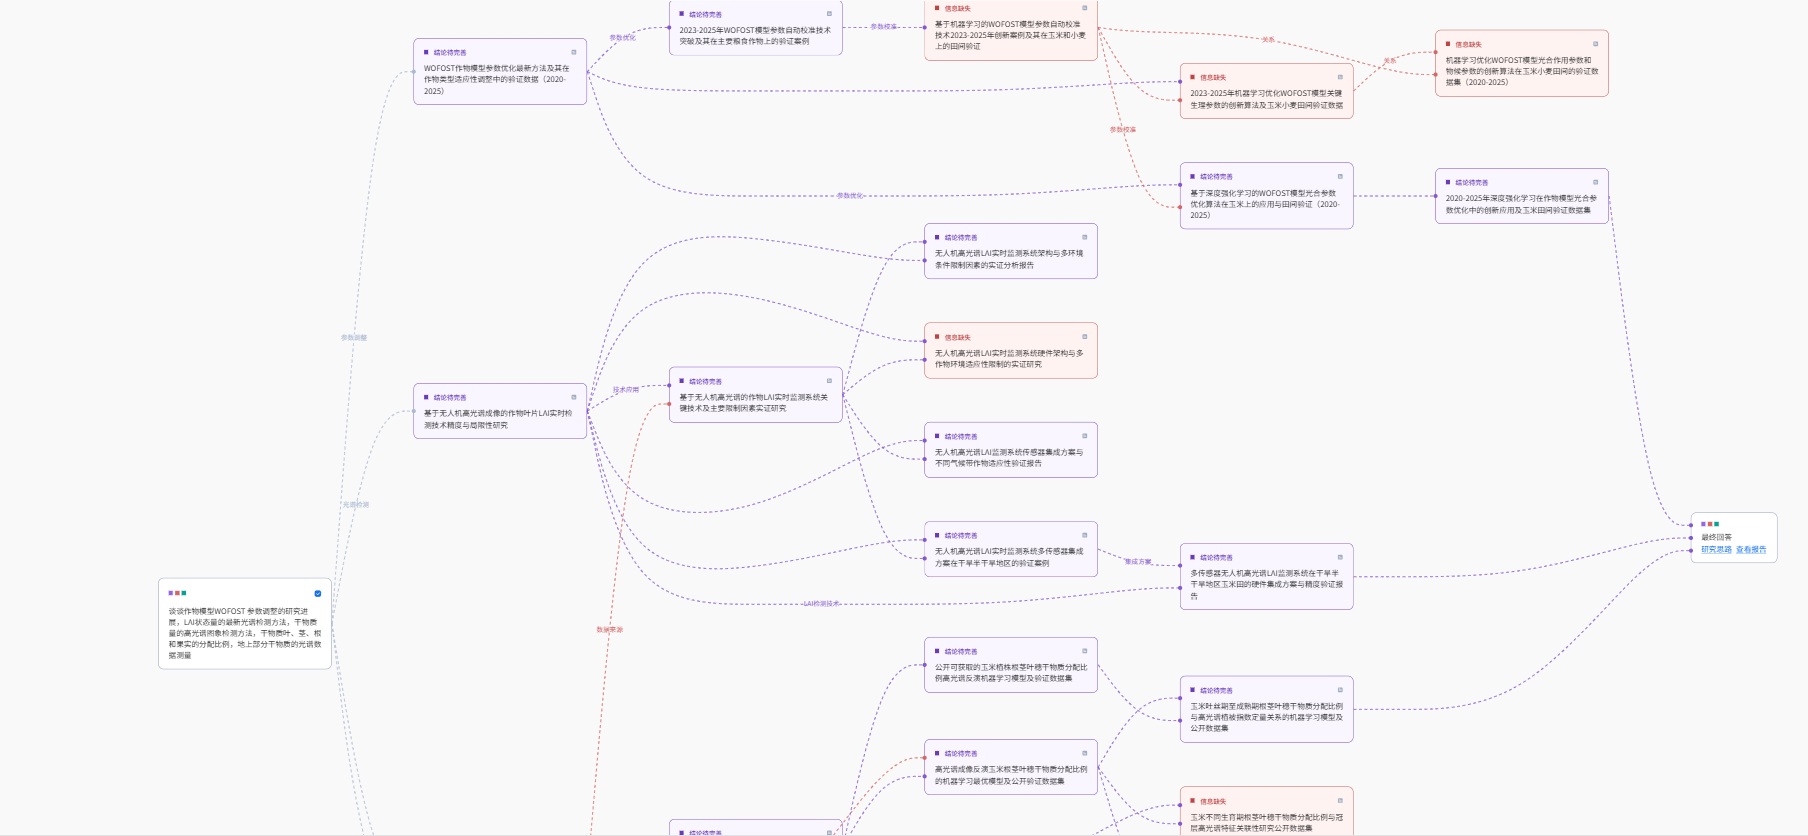 结论待完善
2023-2025年WOFOST模型参数自动校准技术
突破及其在主要粮食作物上的验证案例
信息缺失
基于机器学习的WOFOST模型参数自动校准
技术2023-2025年创新案例及其在玉米和小麦
上的田间验证
信息缺失
机器学习优化WOFOST模型光合作用参数和
物候参数的创新算法在玉米小麦田间的验证数
据集（2020-2025）
结论待完善
WOFOST作物模型参数优化最新方法及其在
作物类型适应性调整中的验证数据（2020-
2025）
参数优化
参数校准
关系
关系
信息缺失
2023-2025年机器学习优化WOFOST模型关键
生理参数的创新算法及玉米小麦田间验证数据
参数校准
参数优化
结论待完善
基于深度强化学习的WOFOST模型光合参数
优化算法在玉米上的应用与田间验证（2020-
2025）
结论待完善
2020-2025年深度强化学习在作物模型光合参
数优化中的创新应用及玉米田间验证数据集
结论待完善
无人机高光谱LAI实时监测系统架构与多环境
条件限制因素的实证分析报告
参数调整
信息缺失
无人机高光谱LAI实时监测系统硬件架构与多
作物环境适应性限制的实证研究
结论待完善
基于无人机高光谱成像的作物叶片LAI实时检
测技术精度与局限性研究
技术应用
结论待完善
基于无人机高光谱的作物LAI实时监测系统关
键技术及主要限制因素实证研究
结论待完善
无人机高光谱LAI监测系统传感器集成方案与
不同气候带作物适应性验证报告
光谱检测
结论待完善
无人机高光谱LAI实时监测系统多传感器集成
方案在干旱半干旱地区的验证案例
集成方案
结论待完善
多传感器无人机高光谱LAI监测系统在干旱半
干旱地区玉米田的硬件集成方案与精度验证报
告
最终回答
研究思路 查看报告
LAI检测技术
数据来源
谈谈作物模型WOFOST 参数调整的研究进
展，LAI状态量的最新光谱检测方法，干物质
量的高光谱图象检测方法，干物质叶、茎、根
和果实的分配比例，地上部分干物质的光谱数
据测量
结论待完善
公开可获取的玉米植株根茎叶穗干物质分配比
例高光谱反演机器学习模型及验证数据集
结论待完善
玉米吐丝期至成熟期根茎叶穗干物质分配比例
与高光谱植被指数定量关系的机器学习模型及
公开数据集
结论待完善
高光谱成像反演玉米根茎叶穗干物质分配比例
的机器学习最优模型及公开验证数据集
信息缺失
玉米不同生育期根茎叶穗干物质分配比例与冠
层高光谱特征关联性研究公开数据集
结论待完善